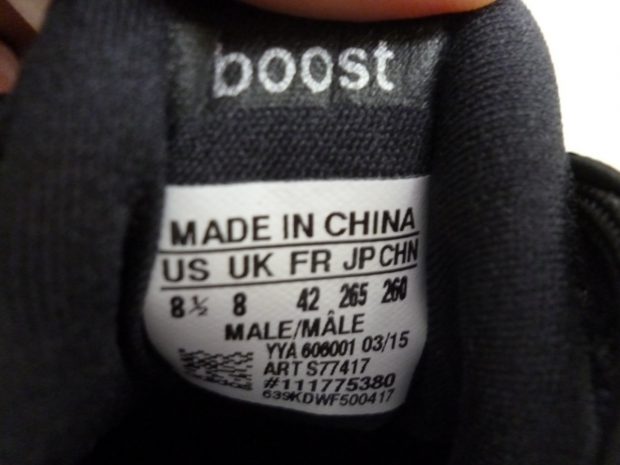 boost
MADE IN CHINA
US UK FR JP CHN
8½ 8 42 265 260
MALE/MÂLE
YYA 606001 03/15
ART S77417
#111775380
639KDWF500417